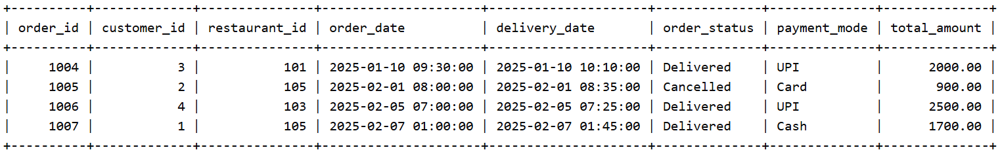 +----------+-------------+---------------+---------------------+---------------------+--------------+--------------+--------------+
| order_id | customer_id | restaurant_id | order_date          | delivery_date       | order_status | payment_mode | total_amount |
+----------+-------------+---------------+---------------------+---------------------+--------------+--------------+--------------+
|     1004 |           3 |           101 | 2025-01-10 09:30:00 | 2025-01-10 10:10:00 | Delivered    | UPI          |      2000.00 |
|     1005 |           2 |           105 | 2025-02-01 08:00:00 | 2025-02-01 08:35:00 | Cancelled    | Card         |       900.00 |
|     1006 |           4 |           103 | 2025-02-05 07:00:00 | 2025-02-05 07:25:00 | Delivered    | UPI          |      2500.00 |
|     1007 |           1 |           105 | 2025-02-07 01:00:00 | 2025-02-07 01:45:00 | Delivered    | Cash         |      1700.00 |
+----------+-------------+---------------+---------------------+---------------------+--------------+--------------+--------------+